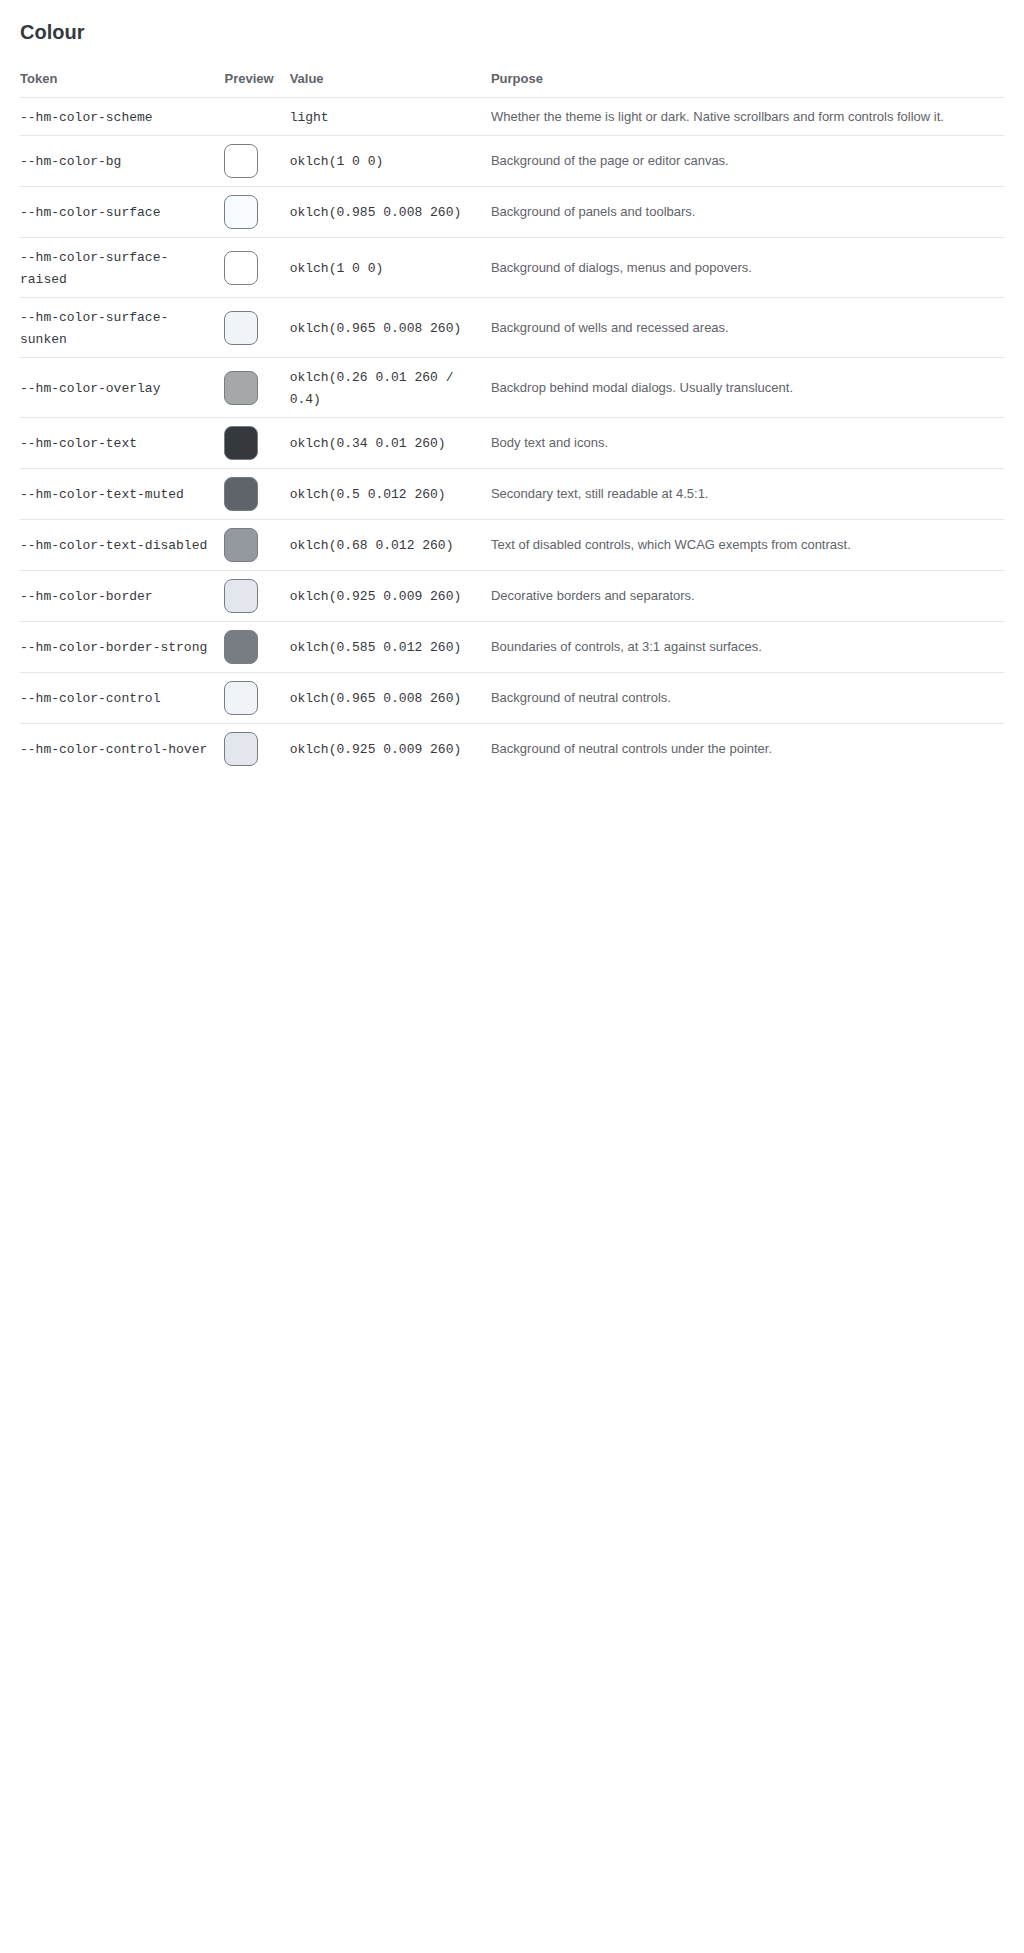 Colour
Token Preview Value Purpose
--hm-color-scheme light Whether the theme is light or dark. Native scrollbars and form controls follow it.
--hm-color-bg oklch(1 0 0) Background of the page or editor canvas.
--hm-color-surface oklch(0.985 0.008 260) Background of panels and toolbars.
--hm-color-surface-
raised oklch(1 0 0) Background of dialogs, menus and popovers.
--hm-color-surface-
sunken oklch(0.965 0.008 260) Background of wells and recessed areas.
--hm-color-overlay oklch(0.26 0.01 260 /
0.4) Backdrop behind modal dialogs. Usually translucent.
--hm-color-text oklch(0.34 0.01 260) Body text and icons.
--hm-color-text-muted oklch(0.5 0.012 260) Secondary text, still readable at 4.5:1.
--hm-color-text-disabled oklch(0.68 0.012 260) Text of disabled controls, which WCAG exempts from contrast.
--hm-color-border oklch(0.925 0.009 260) Decorative borders and separators.
--hm-color-border-strong oklch(0.585 0.012 260) Boundaries of controls, at 3:1 against surfaces.
--hm-color-control oklch(0.965 0.008 260) Background of neutral controls.
--hm-color-control-hover oklch(0.925 0.009 260) Background of neutral controls under the pointer.